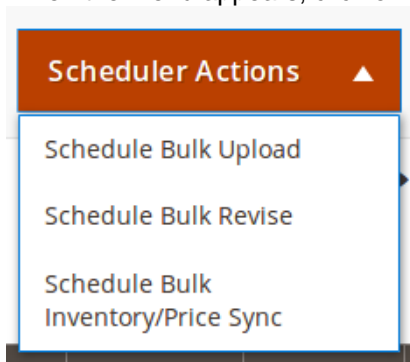 Scheduler Actions
Schedule Bulk Upload
Schedule Bulk Revise
Schedule Bulk
Inventory/Price Sync